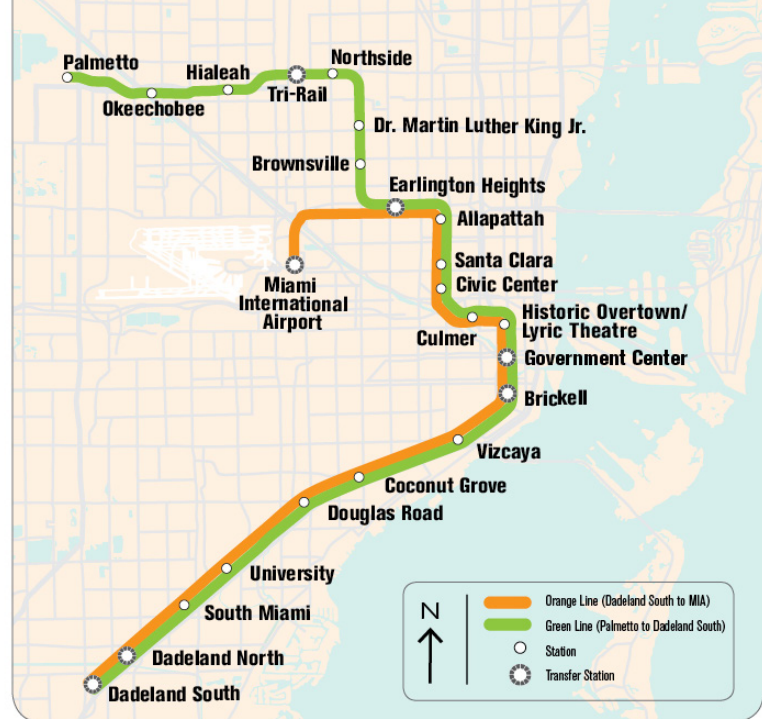 Palmetto
Okeechobee
Hialeah
Tri-Rail
Northside
Dr. Martin Luther King Jr.
Brownsville
Earlington Heights
Allapattah
Miami
International
Airport
Santa Clara
Civic Center
Culmer
Historic Overtown/
Lyric Theatre
Government Center
Brickell
Vizcaya
Coconut Grove
Douglas Road
University
South Miami
Dadeland North
Dadeland South
N
Orange Line (Dadeland South to MIA)
Green Line (Palmetto to Dadeland South)
Station
Transfer Station